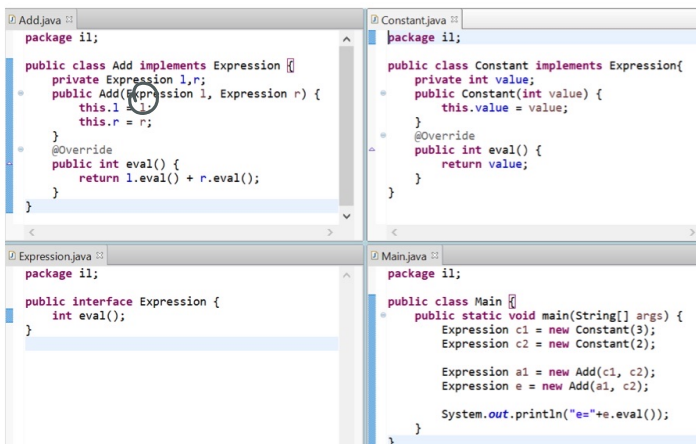 Add.java
package il;
public class Add implements Expression {
    private Expression l,r;
    public Add(Expression l, Expression r) {
        this.l = l;
        this.r = r;
    }
    @Override
    public int eval() {
        return l.eval() + r.eval();
    }
}
Constant.java
package il;
public class Constant implements Expression{
    private int value;
    public Constant(int value) {
        this.value = value;
    }
    @Override
    public int eval() {
        return value;
    }
}
Expression.java
package il;
public interface Expression {
    int eval();
}
Main.java
package il;
public class Main {
    public static void main(String[] args) {
        Expression c1 = new Constant(3);
        Expression c2 = new Constant(2);
        Expression a1 = new Add(c1, c2);
        Expression e = new Add(a1, c2);
        System.out.println("e="+e.eval());
    }
}